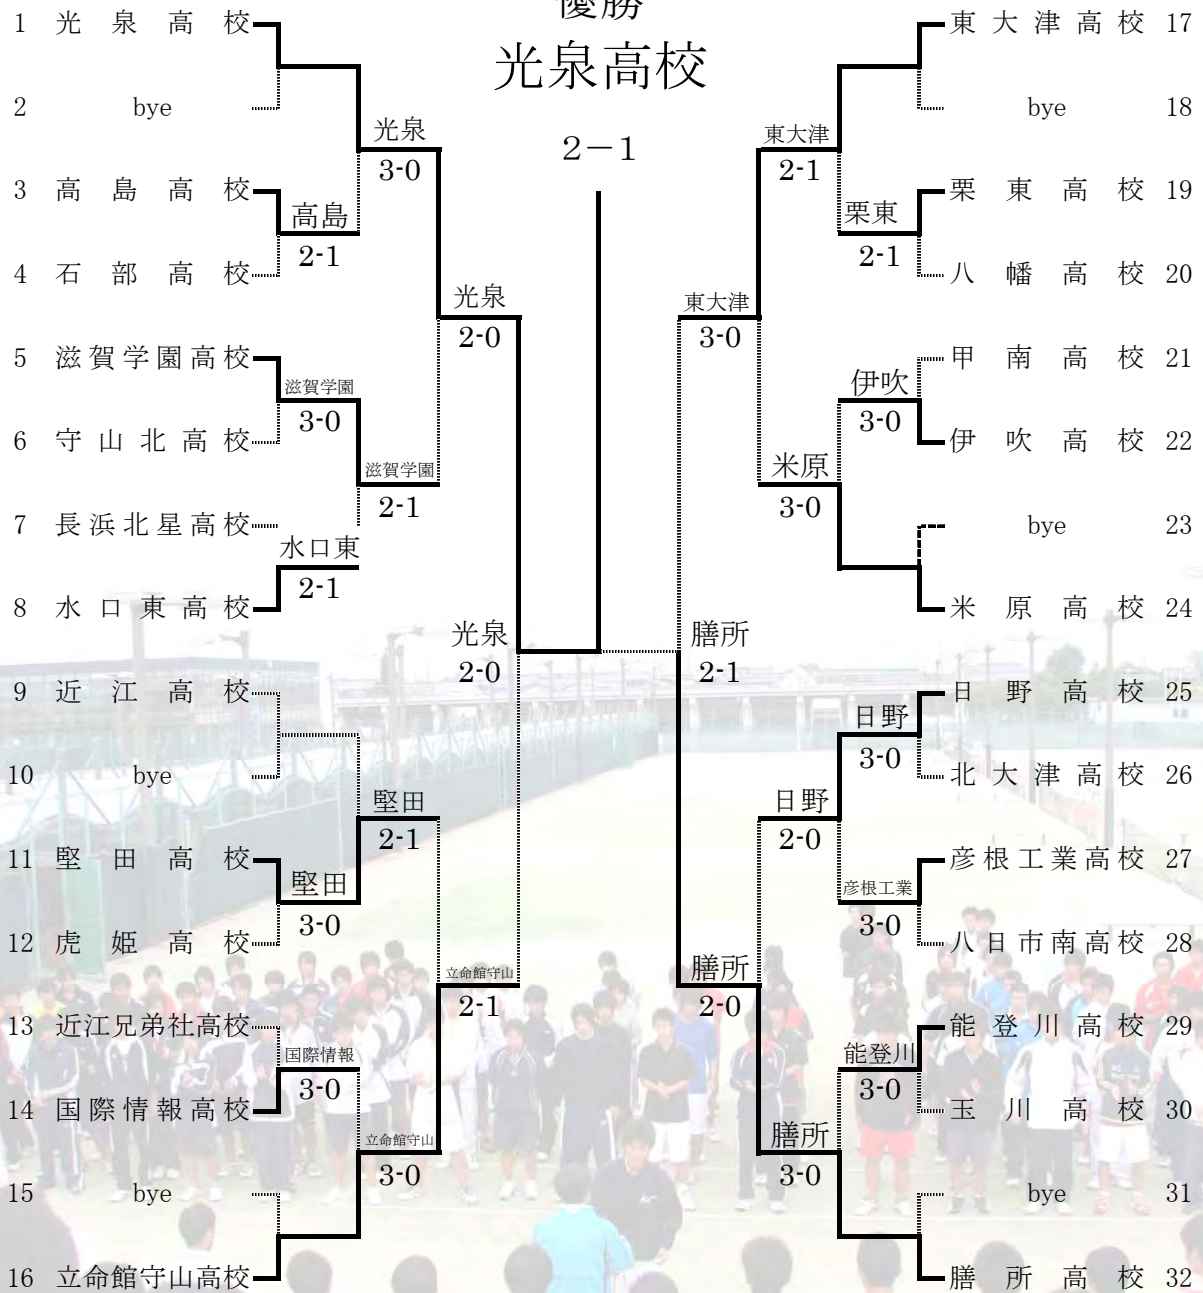 優勝
光泉高校
2－1
1 光泉高校
2 bye
3 高島高校
4 石部高校
5 滋賀学園高校
6 守山北高校
7 長浜北星高校
8 水口東高校
9 近江高校
10 bye
11 堅田高校
12 虎姫高校
13 近江兄弟社高校
14 国際情報高校
15 bye
16 立命館守山高校
高島
2-1
滋賀学園
3-0
水口東
2-1
堅田
3-0
国際情報
3-0
光泉
3-0
滋賀学園
2-1
堅田
2-1
立命館守山
3-0
光泉
2-0
立命館守山
2-1
光泉
2-0
膳所
2-1
東大津
3-0
膳所
2-0
東大津
2-1
米原
3-0
日野
2-0
膳所
3-0
栗東
2-1
伊吹
3-0
日野
3-0
彦根工業
3-0
能登川
3-0
東大津高校 17
bye 18
栗東高校 19
八幡高校 20
甲南高校 21
伊吹高校 22
bye 23
米原高校 24
日野高校 25
北大津高校 26
彦根工業高校 27
八日市南高校 28
能登川高校 29
玉川高校 30
bye 31
膳所高校 32